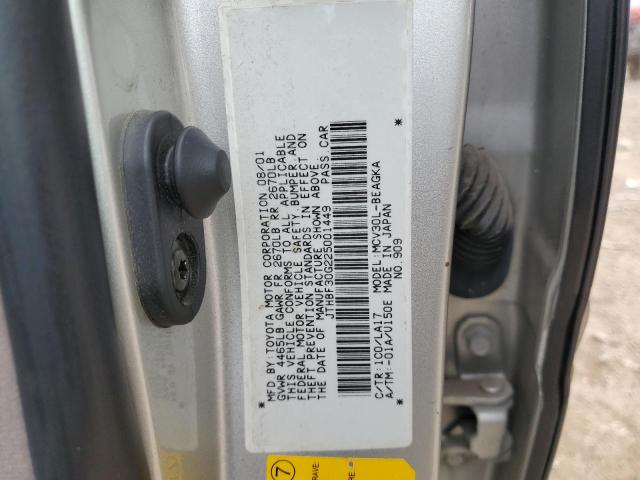 MFD BY: TOYOTA MOTOR CORPORATION 08/01
GVWR 4465LB GAWR FR 2670LB RR 2670LB
THIS VEHICLE CONFORMS TO ALL APPLICABLE
FEDERAL MOTOR VEHICLE SAFETY, BUMPER, AND
THEFT PREVENTION STANDARDS IN EFFECT ON
THE DATE OF MANUFACTURE SHOWN ABOVE.
JTHBF30G225001449 PASS. CAR
* *
C/TR: 1C0/LA17 MODEL: MCV30L-BEAGKA
A/TM: -01A/U150E MADE IN JAPAN
NO. 909
7